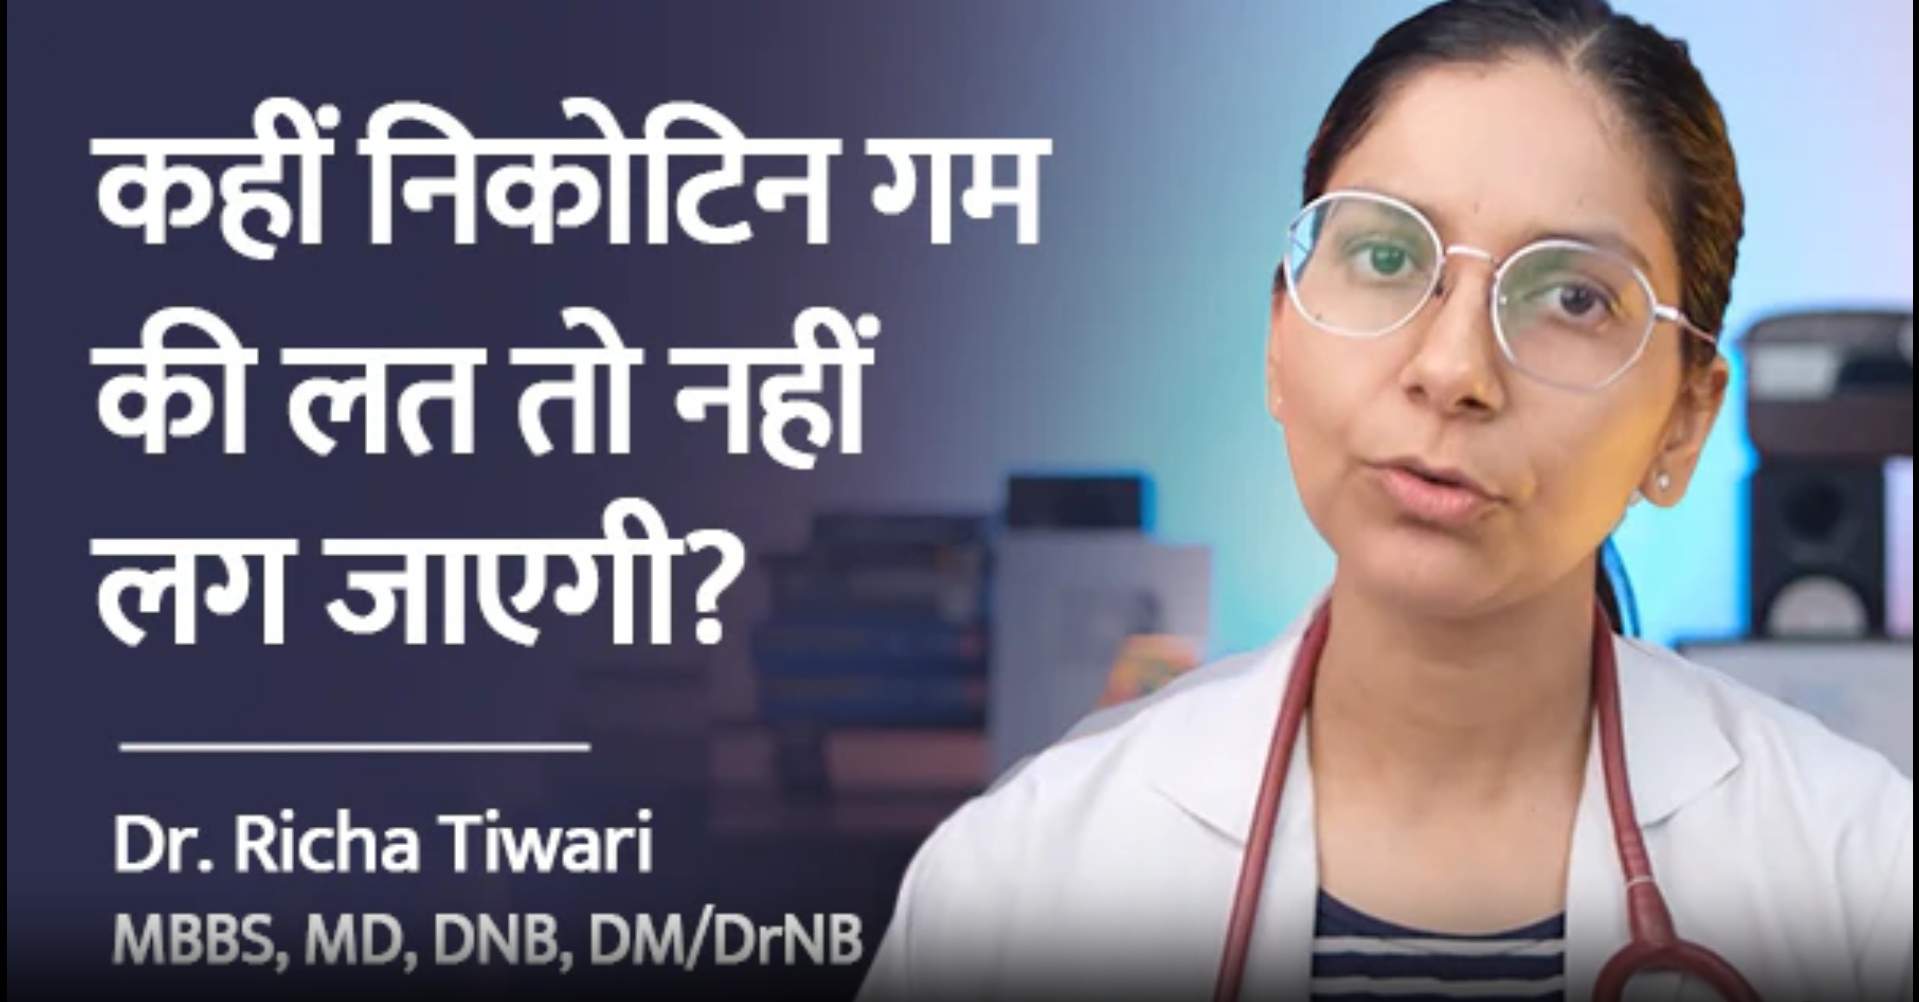 कहीं निकोटिन गम
की लत तो नहीं
लग जाएगी?
Dr. Richa Tiwari
MBBS, MD, DNB, DM/DrNB